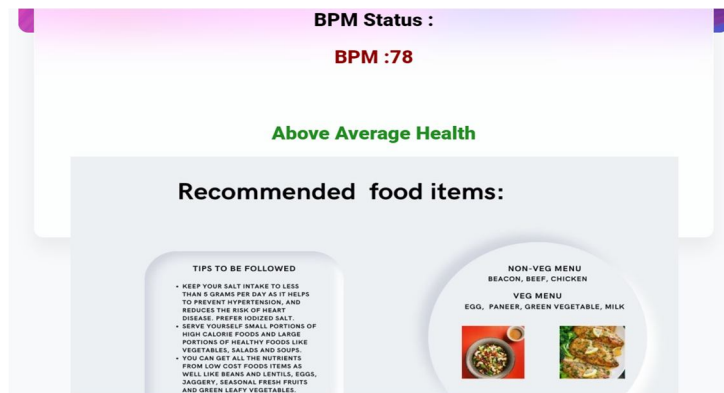 BPM Status :
BPM :78
Above Average Health
Recommended food items:
TIPS TO BE FOLLOWED
• KEEP YOUR SALT INTAKE TO LESS
THAN 5 GRAMS PER DAY AS IT HELPS
TO PREVENT HYPERTENSION, AND
REDUCES THE RISK OF HEART
DISEASE. PREFER IODIZED SALT.
• SERVE YOURSELF SMALL PORTIONS OF
HIGH CALORIE FOODS AND LARGE
PORTIONS OF HEALTHY FOODS LIKE
VEGETABLES, SALADS AND SOUPS.
• YOU CAN GET ALL THE NUTRIENTS
FROM LOW COST FOODS ITEMS AS
WELL LIKE BEANS AND LENTILS, EGGS,
JAGGERY, SEASONAL FRESH FRUITS
AND GREEN LEAFY VEGETABLES.
NON-VEG MENU
BEACON, BEEF, CHICKEN
VEG MENU
EGG, PANEER, GREEN VEGETABLE, MILK